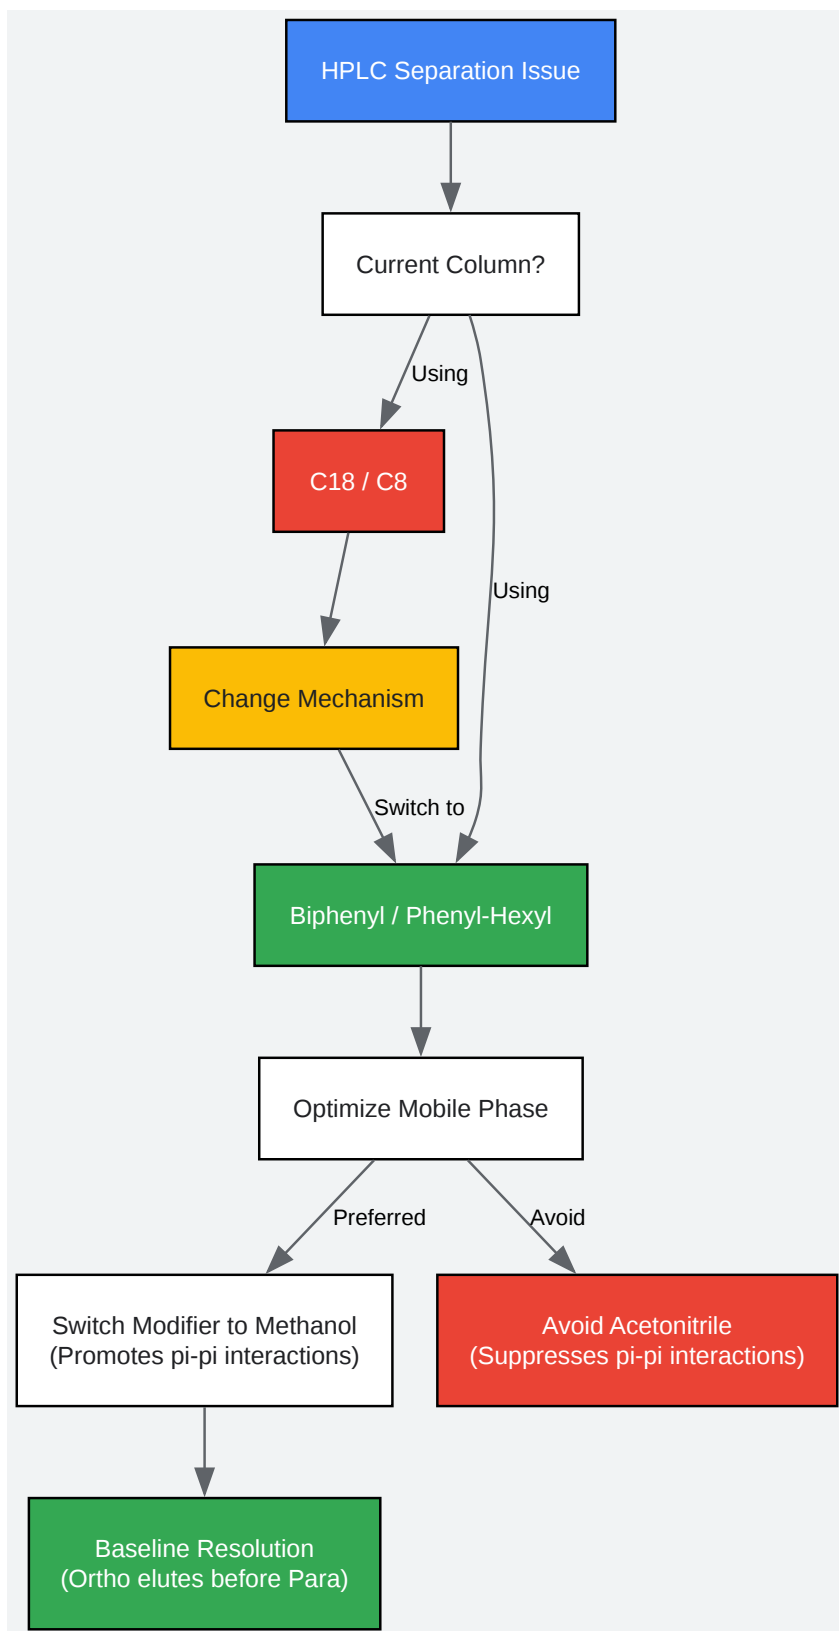 HPLC Separation Issue
Current Column?
Using
C18 / C8
Using
Change Mechanism
Switch to
Biphenyl / Phenyl-Hexyl
Optimize Mobile Phase
Preferred
Avoid
Switch Modifier to Methanol
(Promotes pi-pi interactions)
Avoid Acetonitrile
(Suppresses pi-pi interactions)
Baseline Resolution
(Ortho elutes before Para)